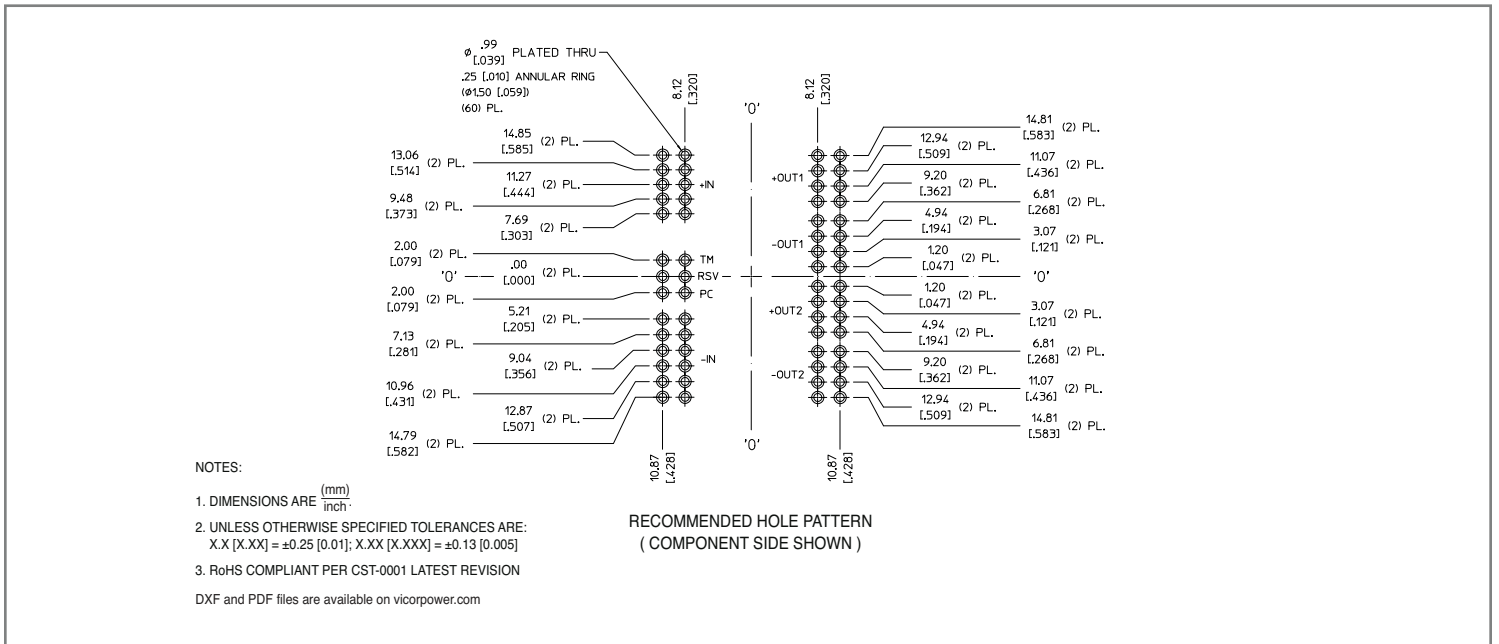 ø .99 PLATED THRU
[.039]
.25 [.010] ANNULAR RING
(ø1.50 [.059])
(60) PL.
8.12
[.320]
'0'
8.12
[.320]
14.85
[.585] (2) PL.
13.06
[.514] (2) PL.
11.27
[.444] (2) PL.
9.48
[.373] (2) PL.
7.69
[.303] (2) PL.
2.00
[.079] (2) PL.
'0'
.00
[.000] (2) PL.
2.00
[.079] (2) PL.
5.21
[.205] (2) PL.
7.13
[.281] (2) PL.
9.04
[.356] (2) PL.
10.96
[.431] (2) PL.
12.87
[.507] (2) PL.
14.79
[.582] (2) PL.
+IN
TM
RSV
PC
-IN
+OUT1
-OUT1
+OUT2
-OUT2
14.81
[.583] (2) PL.
12.94
[.509] (2) PL.
11.07
[.436] (2) PL.
9.20
[.362] (2) PL.
6.81
[.268] (2) PL.
4.94
[.194] (2) PL.
3.07
[.121] (2) PL.
1.20
[.047] (2) PL.
'0'
1.20
[.047] (2) PL.
3.07
[.121] (2) PL.
4.94
[.194] (2) PL.
6.81
[.268] (2) PL.
9.20
[.362] (2) PL.
11.07
[.436] (2) PL.
12.94
[.509] (2) PL.
14.81
[.583] (2) PL.
10.87
[.428]
'0'
10.87
[.428]
NOTES:
1. DIMENSIONS ARE (mm)
inch.
2. UNLESS OTHERWISE SPECIFIED TOLERANCES ARE:
X.X [X.XX] = ±0.25 [0.01]; X.XX [X.XXX] = ±0.13 [0.005]
3. RoHS COMPLIANT PER CST-0001 LATEST REVISION
DXF and PDF files are available on vicorpower.com
RECOMMENDED HOLE PATTERN
( COMPONENT SIDE SHOWN )